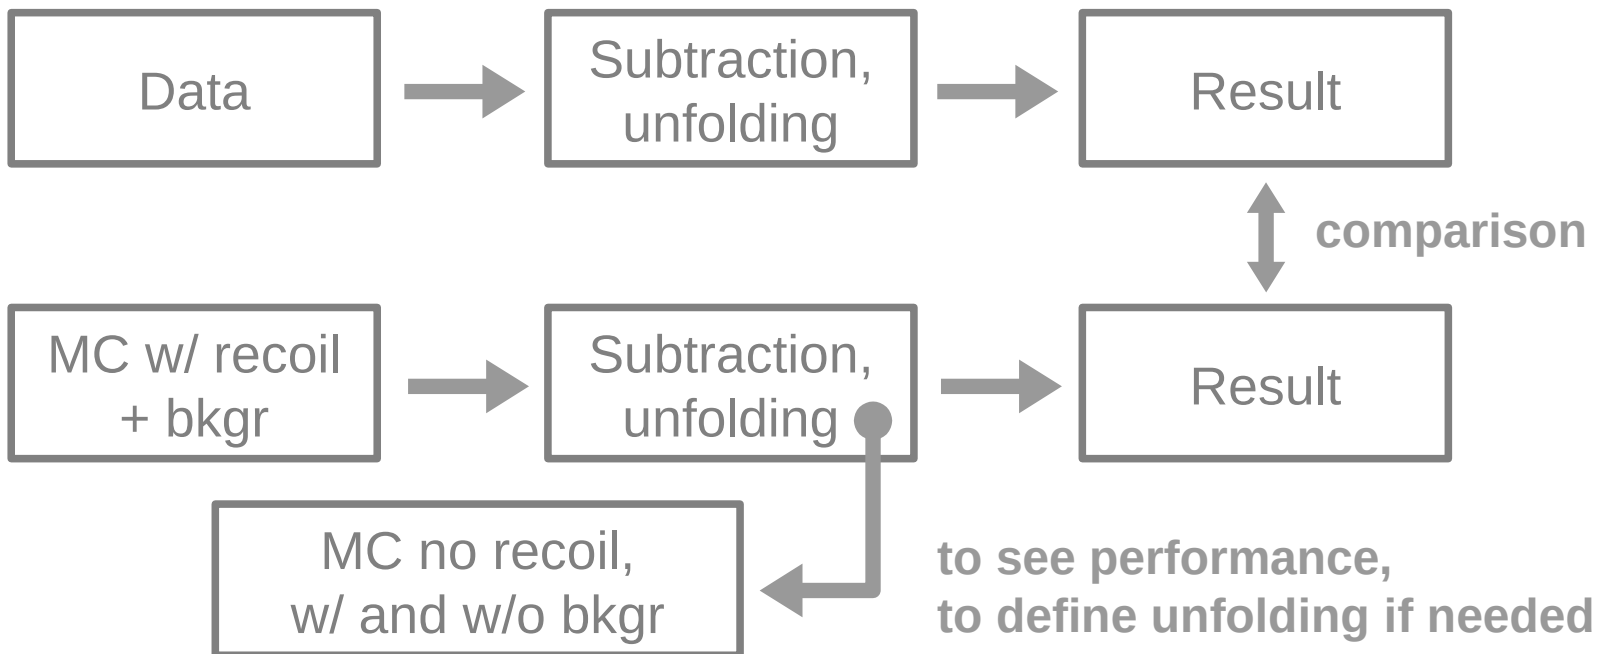 Data
Subtraction,
unfolding
Result
comparison
MC w/ recoil
+ bkgr
Subtraction,
unfolding
Result
MC no recoil,
w/ and w/o bkgr
to see performance,
to define unfolding if needed